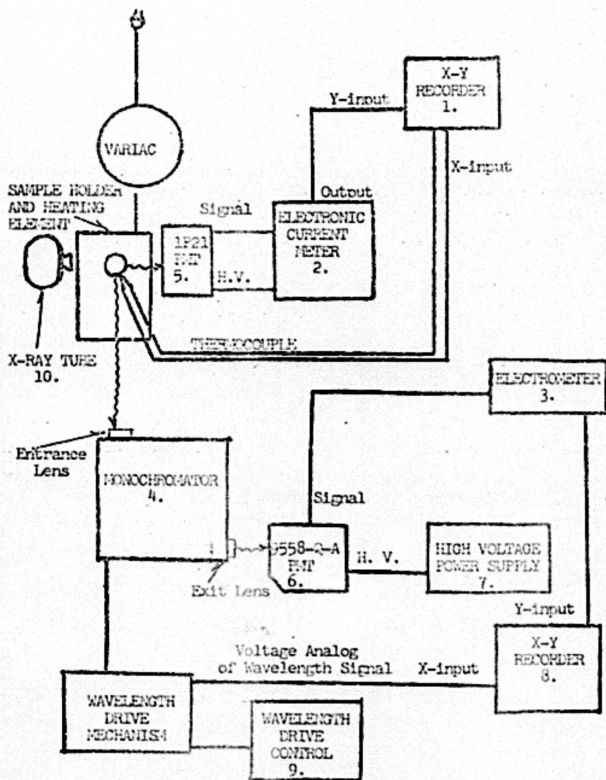 X-Y
RECORDER
1.
Y-input
X-input
VARIAC
SAMPLE HOLDER
AND HEATING
ELEMENT
Output
Signal
ELECTRONIC
CURRENT
METER
2.
1P21
PMT
5.
H.V.
THERMOCOUPLE
X-RAY TUBE
10.
ELECTROMETER
3.
Entrance
Lens
MONOCHROMATOR
4.
Signal
9558-Q-A
PMT
6.
H. V.
HIGH VOLTAGE
POWER SUPPLY
7.
Exit Lens
Y-input
X-Y
RECORDER
8.
Voltage Analog
of Wavelength Signal
X-input
WAVELENGTH
DRIVE
MECHANISM
WAVELENGTH
DRIVE CONTROL
9.